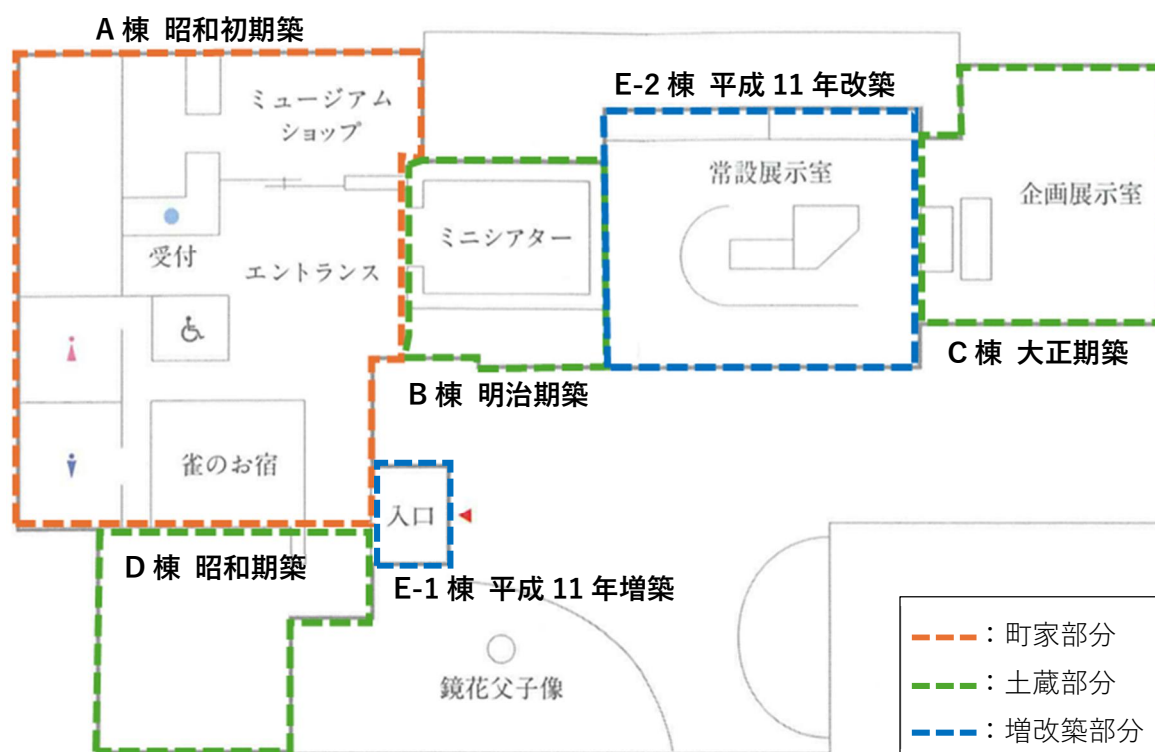 A 棟 昭和初期築
ミュージアム
ショップ
E-2 棟 平成 11 年改築
常設展示室
企画展示室
ミニシアター
受付
エントランス
C 棟 大正期築
B 棟 明治期築
雀のお宿
入口
D 棟 昭和期築
E-1 棟 平成 11 年増築
鏡花父子像
:町家部分
:土蔵部分
:増改築部分